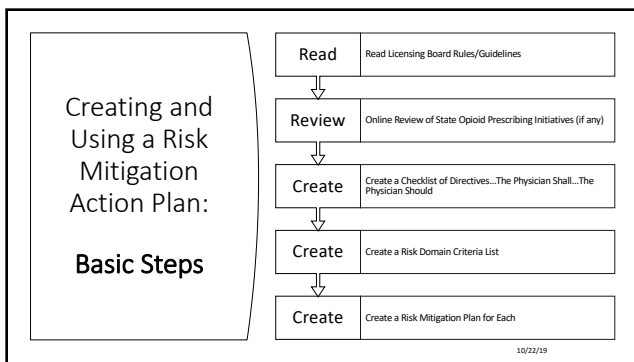 Creating and
Using a Risk
Mitigation
Action Plan:
Basic Steps
Read
Read Licensing Board Rules/Guidelines
Review
Online Review of State Opioid Prescribing Initiatives (if any)
Create
Create a Checklist of Directives...The Physician Shall...The
Physician Should
Create
Create a Risk Domain Criteria List
Create
Create a Risk Mitigation Plan for Each
10/22/19